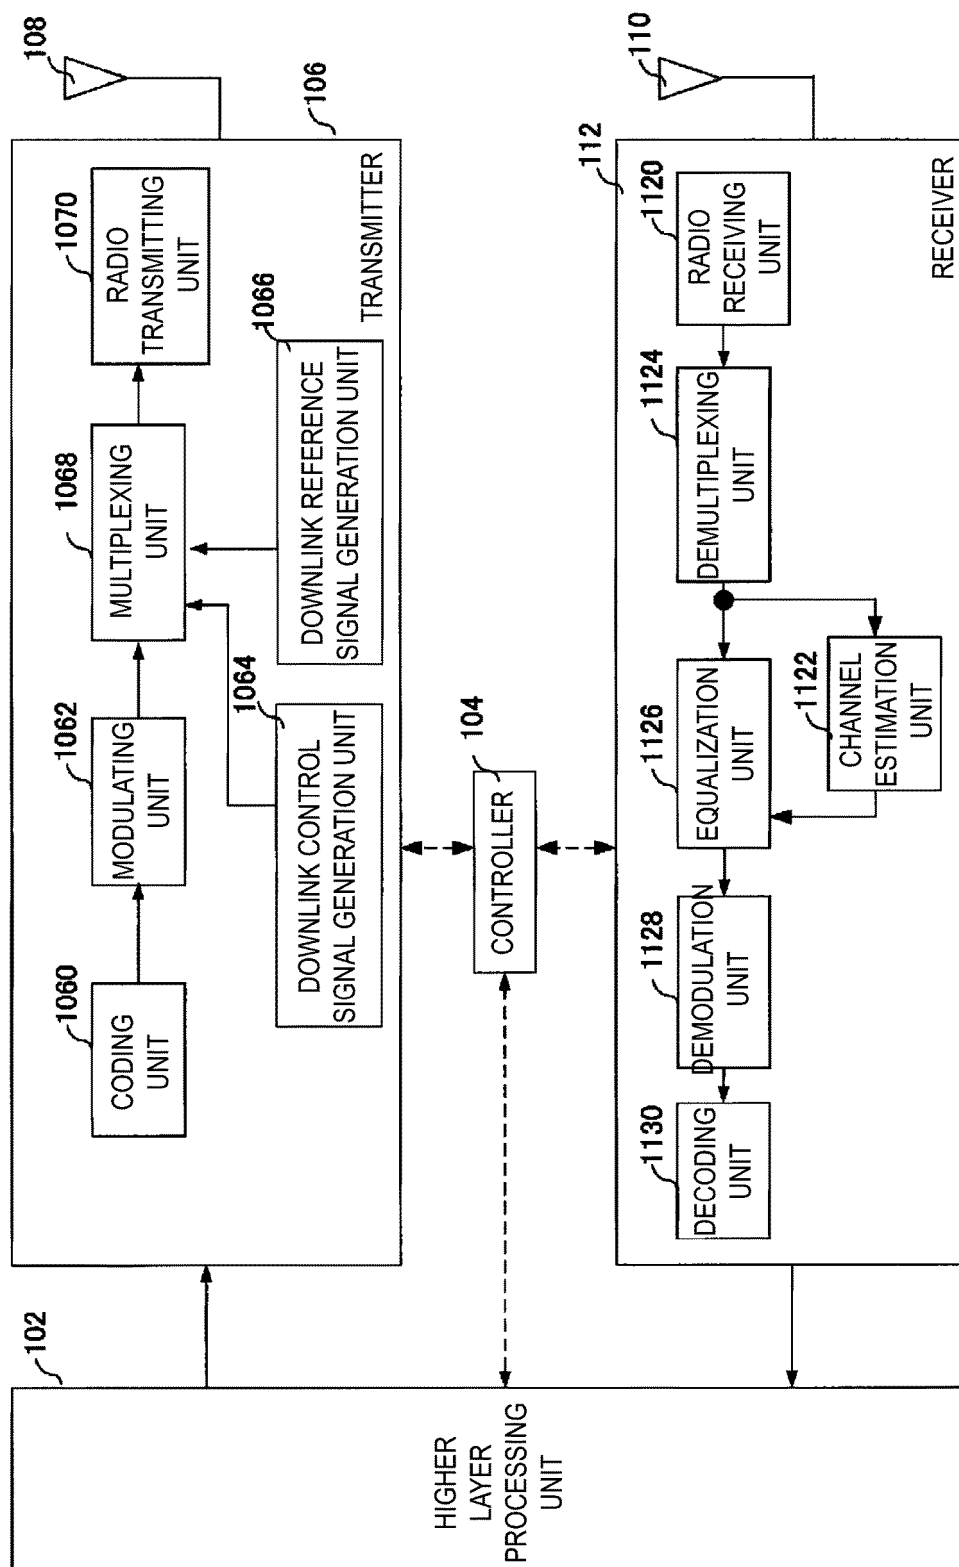 102
HIGHER
LAYER
PROCESSING
UNIT
1060
CODING
UNIT
1062
MODULATING
UNIT
1068
MULTIPLEXING
UNIT
1070
RADIO
TRANSMITTING
UNIT
108
1064
DOWNLINK CONTROL
SIGNAL GENERATION UNIT
1066
DOWNLINK REFERENCE
SIGNAL GENERATION UNIT
TRANSMITTER
106
104
CONTROLLER
1130
DECODING
UNIT
1128
DEMODULATION
UNIT
1126
EQUALIZATION
UNIT
1124
DEMULTIPLEXING
UNIT
1120
RADIO
RECEIVING
UNIT
112
110
1122
CHANNEL
ESTIMATION
UNIT
RECEIVER